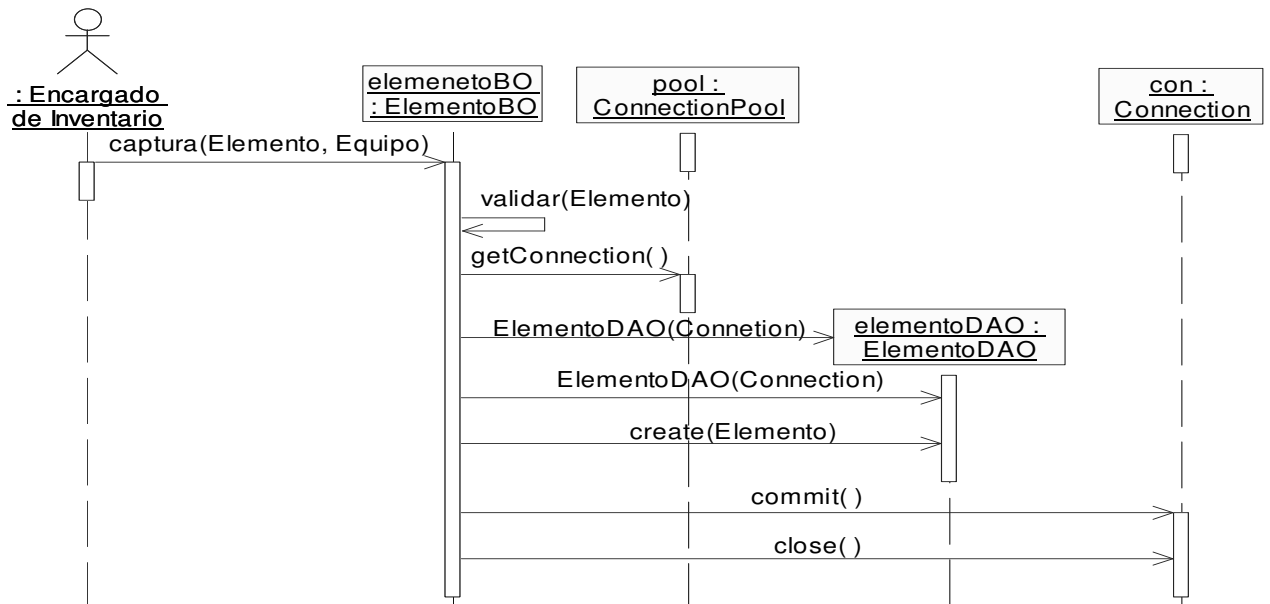 : Encargado
de Inventario
elemenetoBO
: ElementoBO
pool :
ConnectionPool
con :
Connection
captura(Elemento, Equipo)
validar(Elemento)
getConnection( )
ElementoDAO(Connetion)
elementoDAO :
ElementoDAO
ElementoDAO(Connection)
create(Elemento)
commit( )
close( )